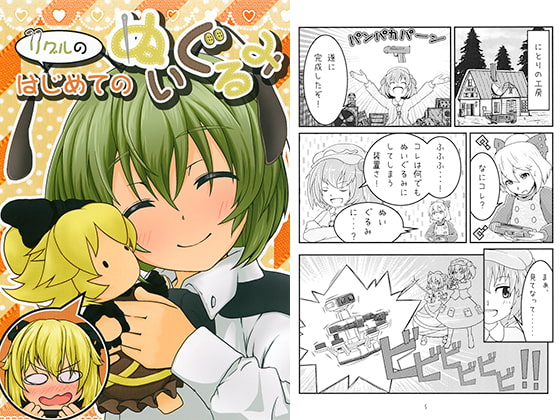 リグルの
はじめての
ぬいぐるみ
にとりの工房
パンパカパーン
遂に
完成したぞ！
なにコレ？
ふふふ…！
コレは何でも
ぬいぐるみに
してしまう
装置さ！
ぬい
ぐるみ
に…？
まぁ、
見てなって…
ビビビビビビ!!
5